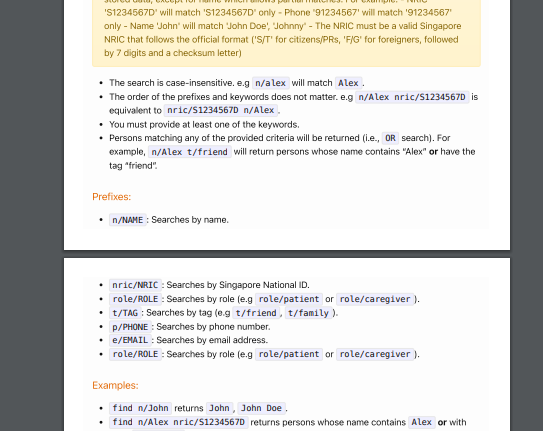 stored data, except for name which allows partial matches. For example: - NRIC
'S1234567D' will match 'S1234567D' only - Phone '91234567' will match '91234567'
only - Name 'John' will match 'John Doe', 'Johnny' - The NRIC must be a valid Singapore
NRIC that follows the official format ('S/T' for citizens/PRs, 'F/G' for foreigners, followed
by 7 digits and a checksum letter)
• The search is case-insensitive. e.g n/alex will match Alex .
• The order of the prefixes and keywords does not matter. e.g n/Alex nric/S1234567D is
equivalent to nric/S1234567D n/Alex .
• You must provide at least one of the keywords.
• Persons matching any of the provided criteria will be returned (i.e., OR search). For
example, n/Alex t/friend will return persons whose name contains “Alex” or have the
tag “friend”.
Prefixes:
• n/NAME : Searches by name.
• nric/NRIC : Searches by Singapore National ID.
• role/ROLE : Searches by role (e.g role/patient or role/caregiver ).
• t/TAG : Searches by tag (e.g t/friend , t/family ).
• p/PHONE : Searches by phone number.
• e/EMAIL : Searches by email address.
• role/ROLE : Searches by role (e.g role/patient or role/caregiver ).
Examples:
• find n/John returns John , John Doe .
• find n/Alex nric/S1234567D returns persons whose name contains Alex or with